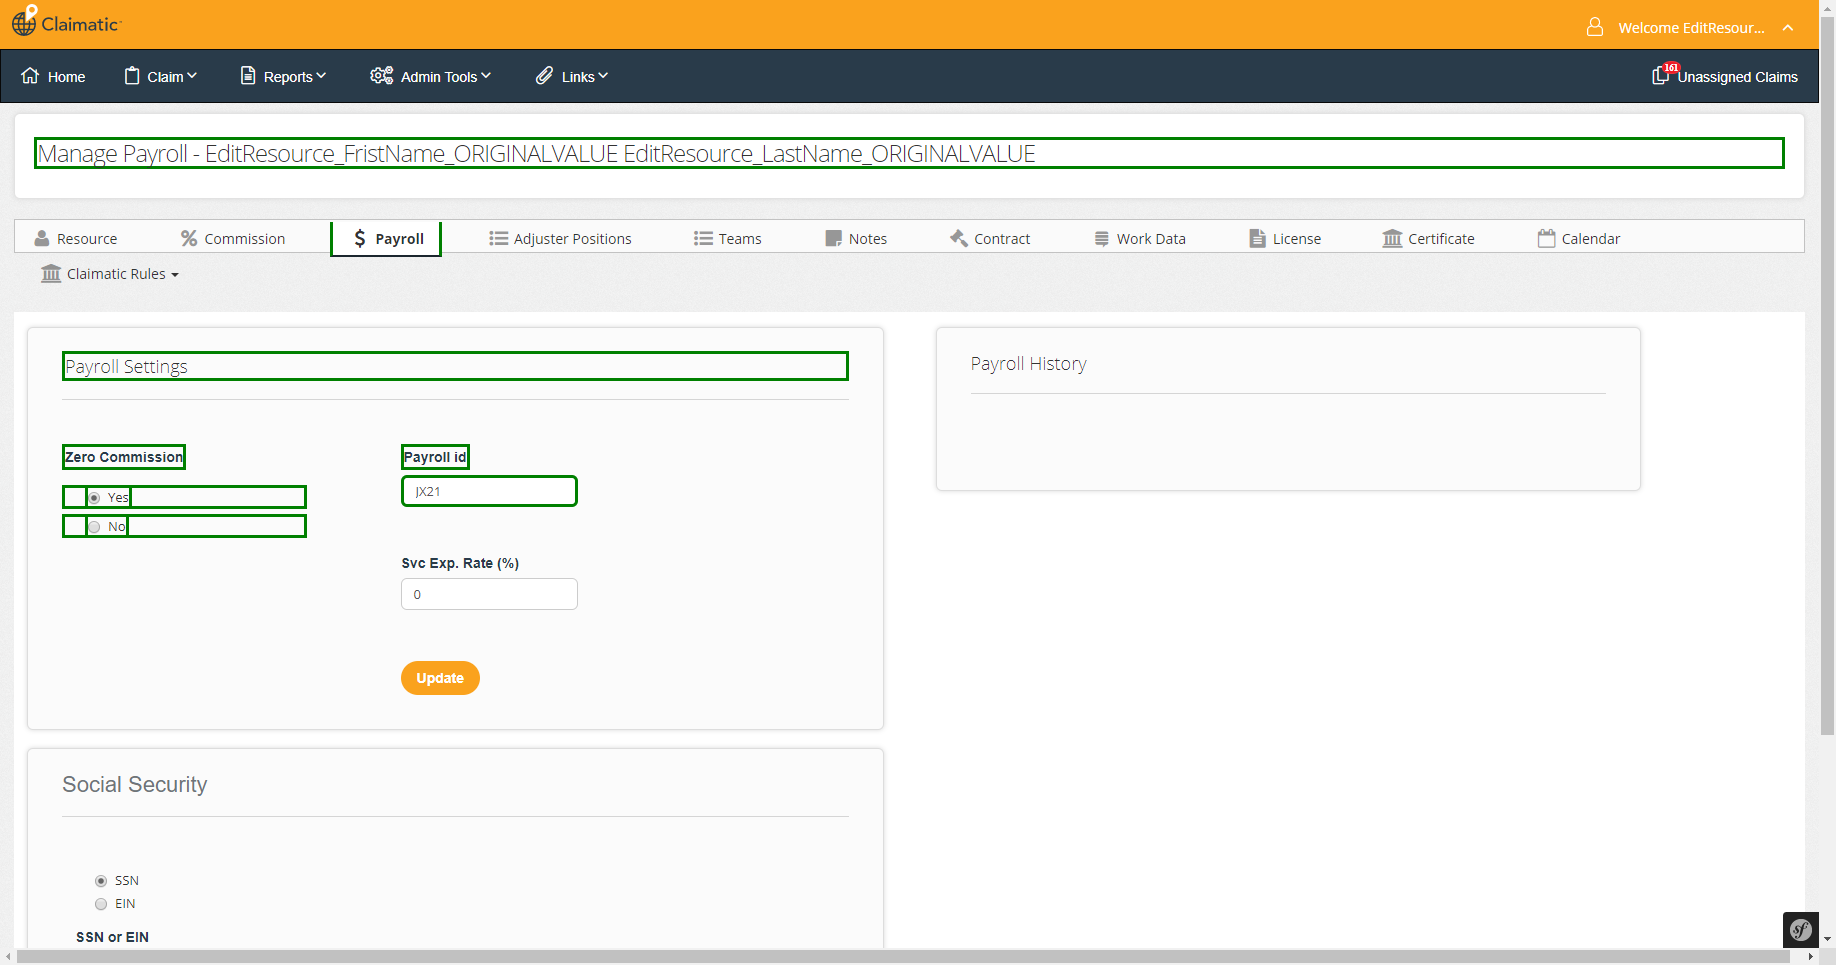 Claimatic
Welcome EditResour...
Home
Claim
Reports
Admin Tools
Links
161
Unassigned Claims
Manage Payroll - EditResource_FristName_ORIGINALVALUE EditResource_LastName_ORIGINALVALUE
Resource
Commission
Payroll
Adjuster Positions
Teams
Notes
Contract
Work Data
License
Certificate
Calendar
Claimatic Rules
Payroll Settings
Payroll History
Zero Commission
Payroll id
Yes
JX21
No
Svc Exp. Rate (%)
0
Update
Social Security
SSN
EIN
SSN or EIN
sf